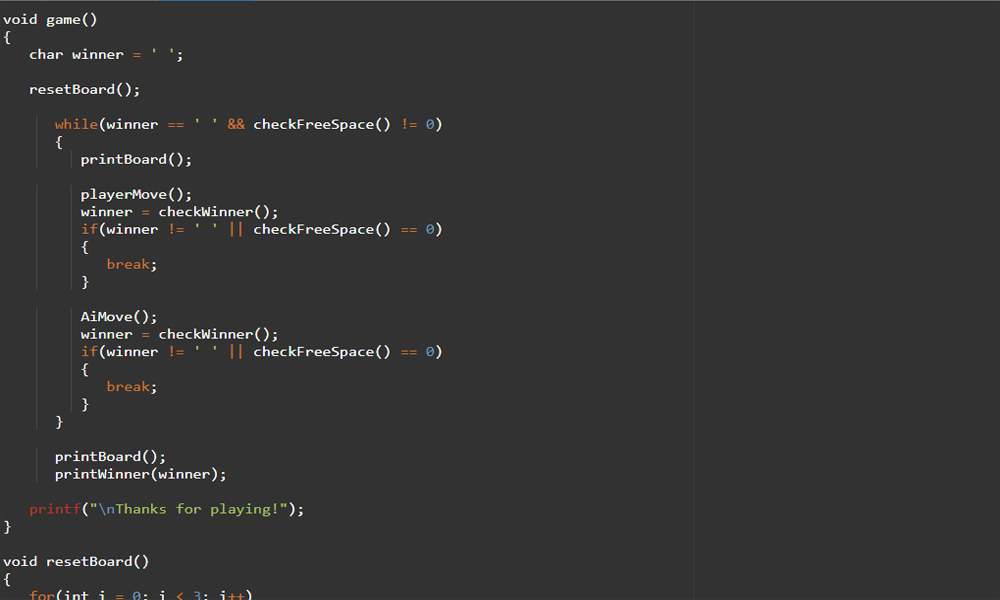 void game()
{
char winner = ' ';
resetBoard();
while(winner == ' ' && checkFreeSpace() != 0)
{
printBoard();
playerMove();
winner = checkWinner();
if(winner != ' ' || checkFreeSpace() == 0)
{
break;
}
AiMove();
winner = checkWinner();
if(winner != ' ' || checkFreeSpace() == 0)
{
break;
}
}
printBoard();
printWinner(winner);
printf("\nThanks for playing!");
}
void resetBoard()
{
for(int i = 0; i < 3; i++)